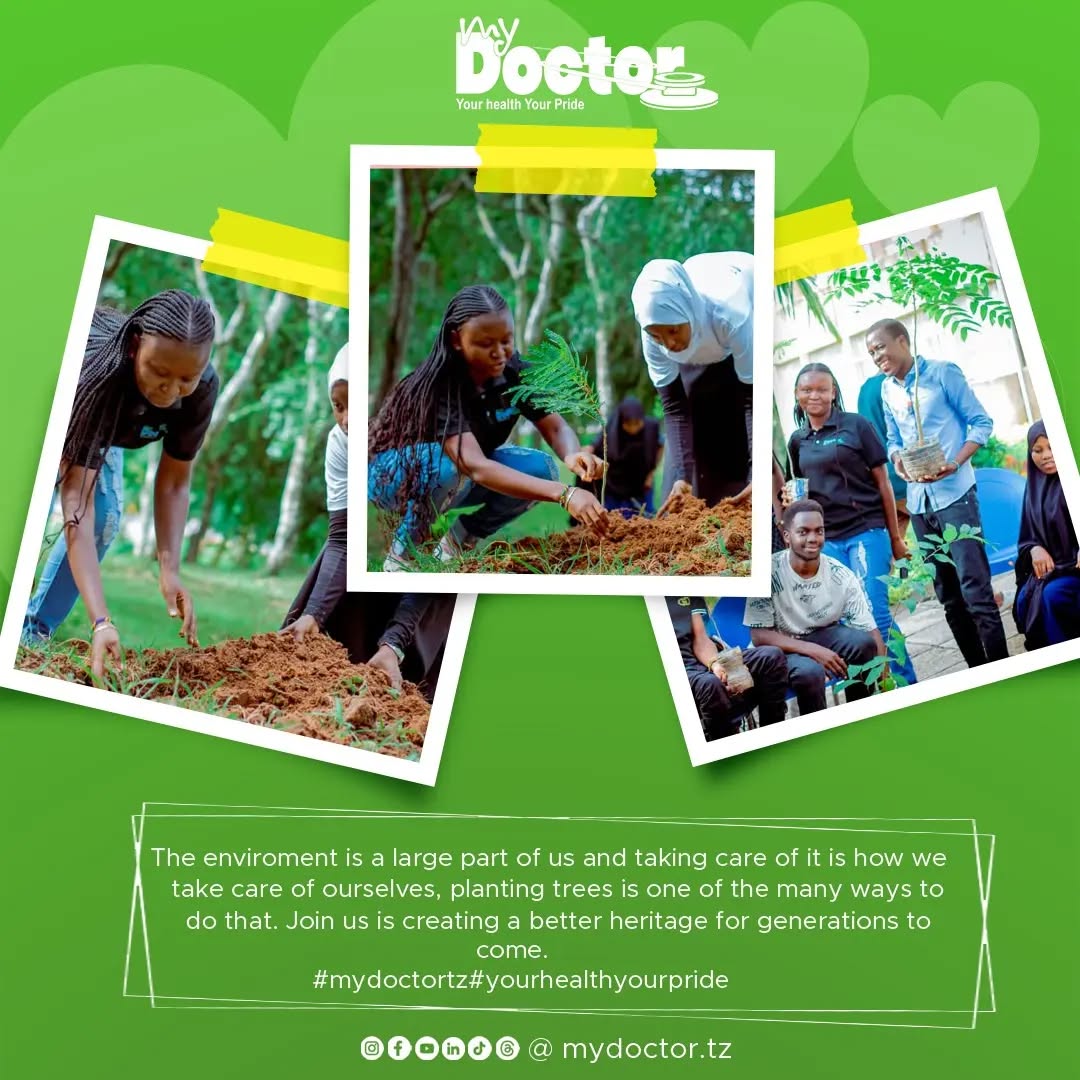 My
Doctor
Your health Your Pride
The enviroment is a large part of us and taking care of it is how we
take care of ourselves, planting trees is one of the many ways to
do that. Join us is creating a better heritage for generations to
come.
#mydoctortz#yourhealthyourpride
@ mydoctor.tz